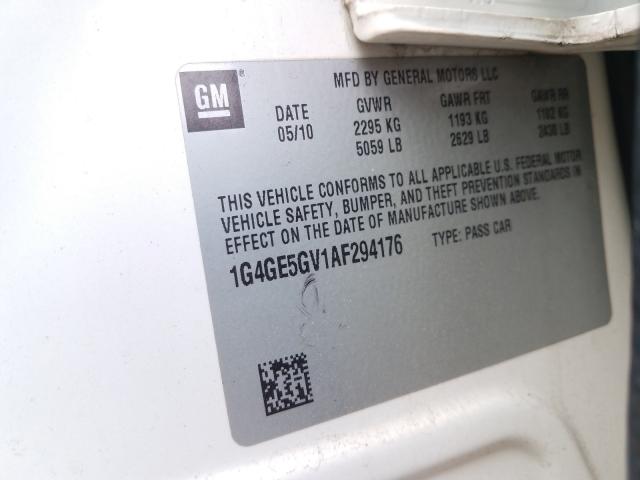 GM
MFD BY GENERAL MOTORS LLC
DATE GVWR GAWR FRT GAWR RR
05/10 2295 KG 1193 KG 1102 KG
5059 LB 2629 LB 2430 LB
THIS VEHICLE CONFORMS TO ALL APPLICABLE U.S. FEDERAL MOTOR
VEHICLE SAFETY, BUMPER, AND THEFT PREVENTION STANDARDS IN
EFFECT ON THE DATE OF MANUFACTURE SHOWN ABOVE.
1G4GE5GV1AF294176 TYPE: PASS CAR